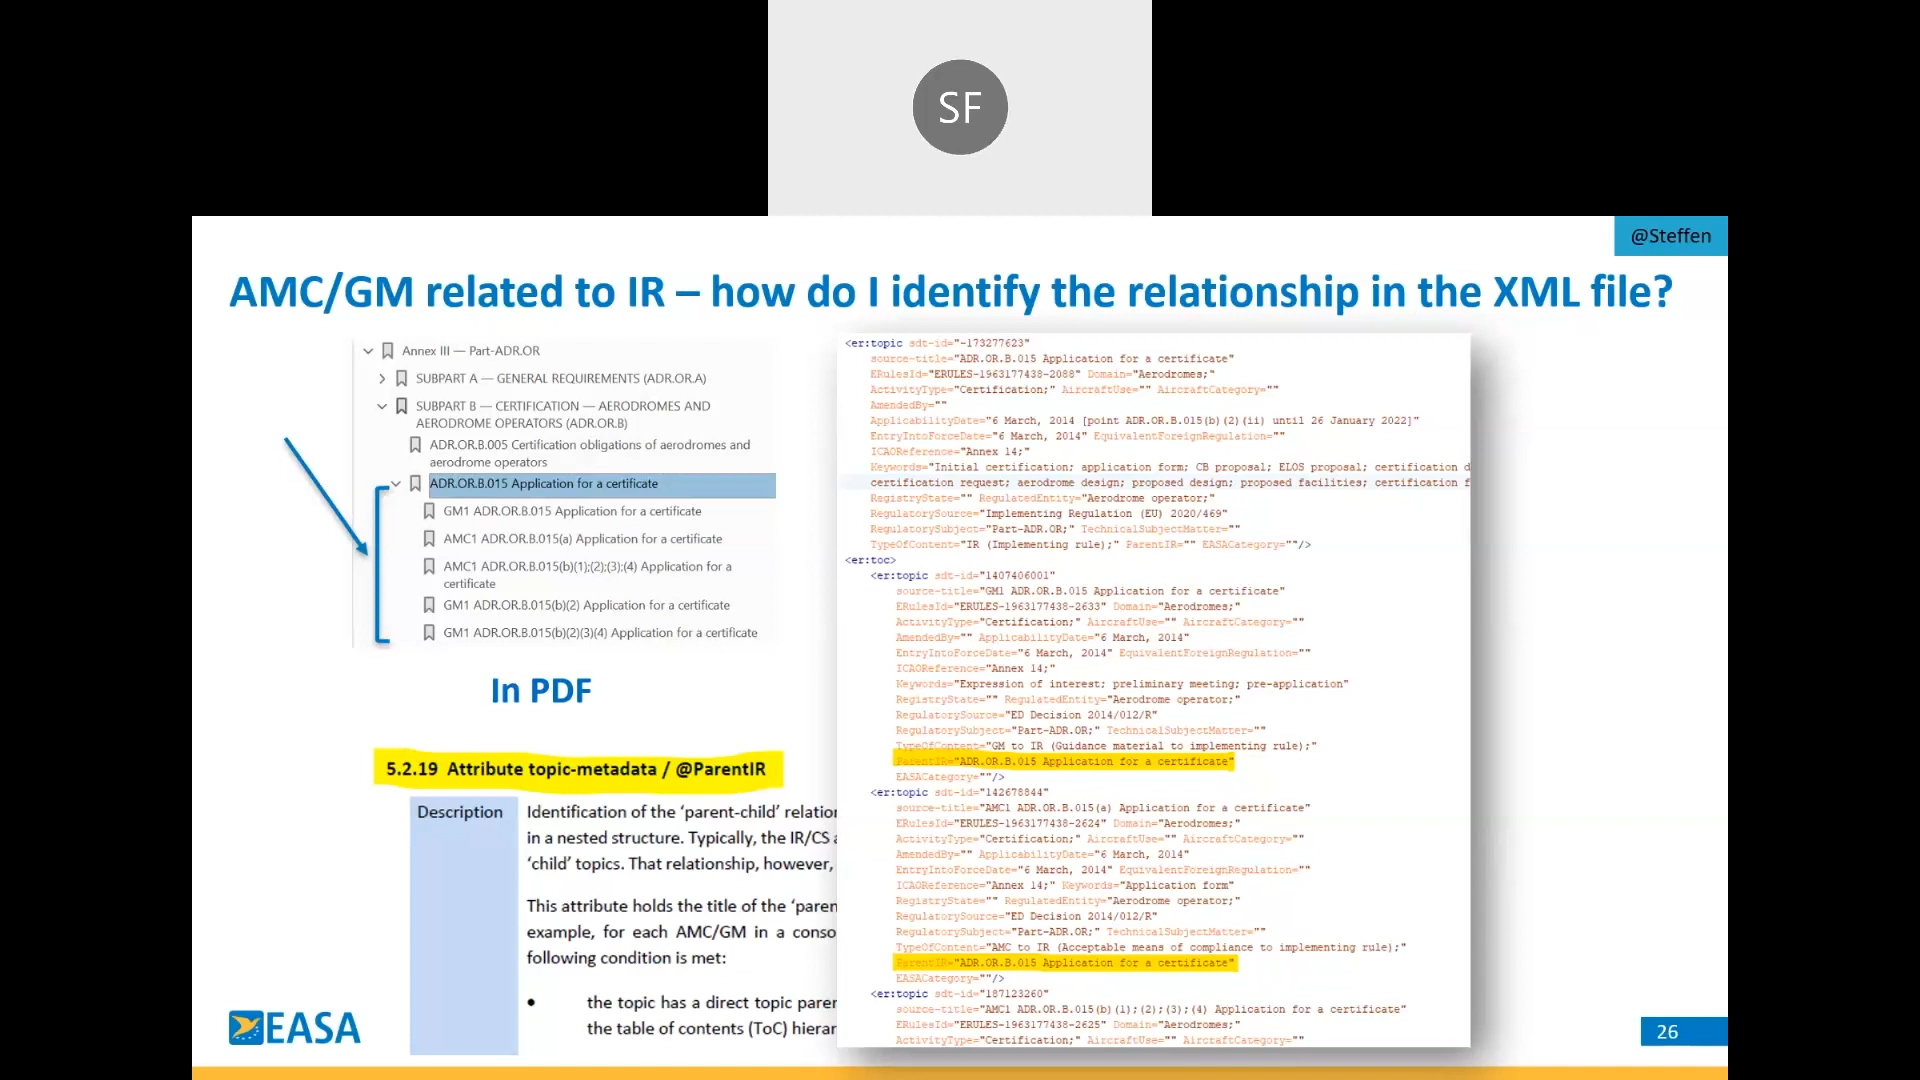 SF
@Steffen
AMC/GM related to IR – how do I identify the relationship in the XML file?
Annex III — Part-ADR.OR
SUBPART A — GENERAL REQUIREMENTS (ADR.OR.A)
SUBPART B — CERTIFICATION — AERODROMES AND
AERODROME OPERATORS (ADR.OR.B)
ADR.OR.B.005 Certification obligations of aerodromes and
aerodrome operators
ADR.OR.B.015 Application for a certificate
GM1 ADR.OR.B.015 Application for a certificate
AMC1 ADR.OR.B.015(a) Application for a certificate
AMC1 ADR.OR.B.015(b)(1);(2);(3);(4) Application for a
certificate
GM1 ADR.OR.B.015(b)(2) Application for a certificate
GM1 ADR.OR.B.015(b)(2)(3)(4) Application for a certificate
In PDF
5.2.19 Attribute topic-metadata / @ParentIR
Description
Identification of the ‘parent-child’ relation
in a nested structure. Typically, the IR/CS a
‘child’ topics. That relationship, however,
This attribute holds the title of the ‘paren
example, for each AMC/GM in a conso
following condition is met:
• the topic has a direct topic paren
the table of contents (ToC) hierar
<er:topic sdt-id="-173277623"
source-title="ADR.OR.B.015 Application for a certificate"
ERulesId="ERULES-1963177438-2088" Domain="Aerodromes;"
ActivityType="Certification;" AircraftUse="" AircraftCategory=""
AmendedBy=""
ApplicabilityDate="6 March, 2014 [point ADR.OR.B.015(b)(2)(ii) until 26 January 2022]"
EntryIntoForceDate="6 March, 2014" EquivalentForeignRegulation=""
ICAOReference="Annex 14;"
Keywords="Initial certification; application form; CB proposal; ELOS proposal; certification d
certification request; aerodrome design; proposed design; proposed facilities; certification f
RegistryState="" RegulatedEntity="Aerodrome operator;"
RegulatorySource="Implementing Regulation (EU) 2020/469"
RegulatorySubject="Part-ADR.OR;" TechnicalSubjectMatter=""
TypeOfContent="IR (Implementing rule);" ParentIR="" EASACategory=""/>
<er:toc>
<er:topic sdt-id="1407406001"
source-title="GM1 ADR.OR.B.015 Application for a certificate"
ERulesId="ERULES-1963177438-2633" Domain="Aerodromes;"
ActivityType="Certification;" AircraftUse="" AircraftCategory=""
AmendedBy="" ApplicabilityDate="6 March, 2014"
EntryIntoForceDate="6 March, 2014" EquivalentForeignRegulation=""
ICAOReference="Annex 14;"
Keywords="Expression of interest; preliminary meeting; pre-application"
RegistryState="" RegulatedEntity="Aerodrome operator;"
RegulatorySource="ED Decision 2014/012/R"
RegulatorySubject="Part-ADR.OR;" TechnicalSubjectMatter=""
TypeOfContent="GM to IR (Guidance material to implementing rule);"
ParentIR="ADR.OR.B.015 Application for a certificate"
EASACategory=""/>
<er:topic sdt-id="142678844"
source-title="AMC1 ADR.OR.B.015(a) Application for a certificate"
ERulesId="ERULES-1963177438-2624" Domain="Aerodromes;"
ActivityType="Certification;" AircraftUse="" AircraftCategory=""
AmendedBy="" ApplicabilityDate="6 March, 2014"
EntryIntoForceDate="6 March, 2014" EquivalentForeignRegulation=""
ICAOReference="Annex 14;" Keywords="Application form"
RegistryState="" RegulatedEntity="Aerodrome operator;"
RegulatorySource="ED Decision 2014/012/R"
RegulatorySubject="Part-ADR.OR;" TechnicalSubjectMatter=""
TypeOfContent="AMC to IR (Acceptable means of compliance to implementing rule);"
ParentIR="ADR.OR.B.015 Application for a certificate"
EASACategory=""/>
<er:topic sdt-id="187123260"
source-title="AMC1 ADR.OR.B.015(b)(1);(2);(3);(4) Application for a certificate"
ERulesId="ERULES-1963177438-2625" Domain="Aerodromes;"
ActivityType="Certification;" AircraftUse="" AircraftCategory=""
EASA
26